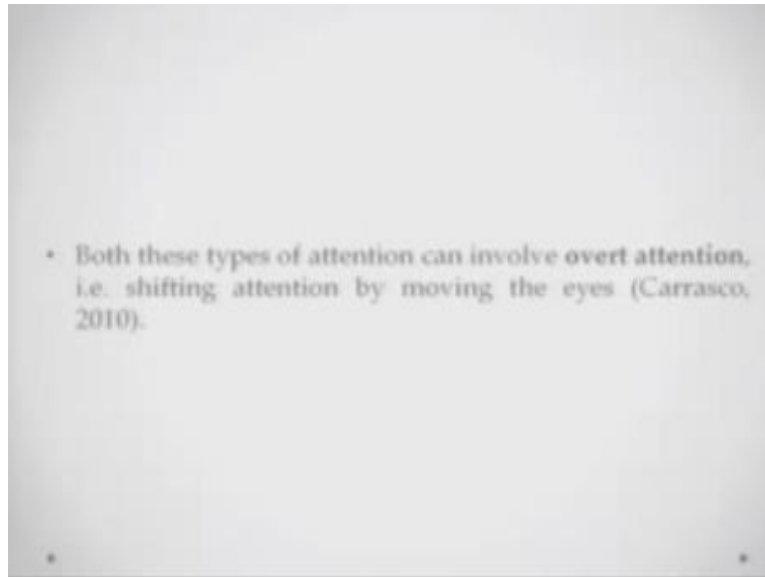 • Both these types of attention can involve overt attention,
i.e. shifting attention by moving the eyes (Carrasco,
2010).